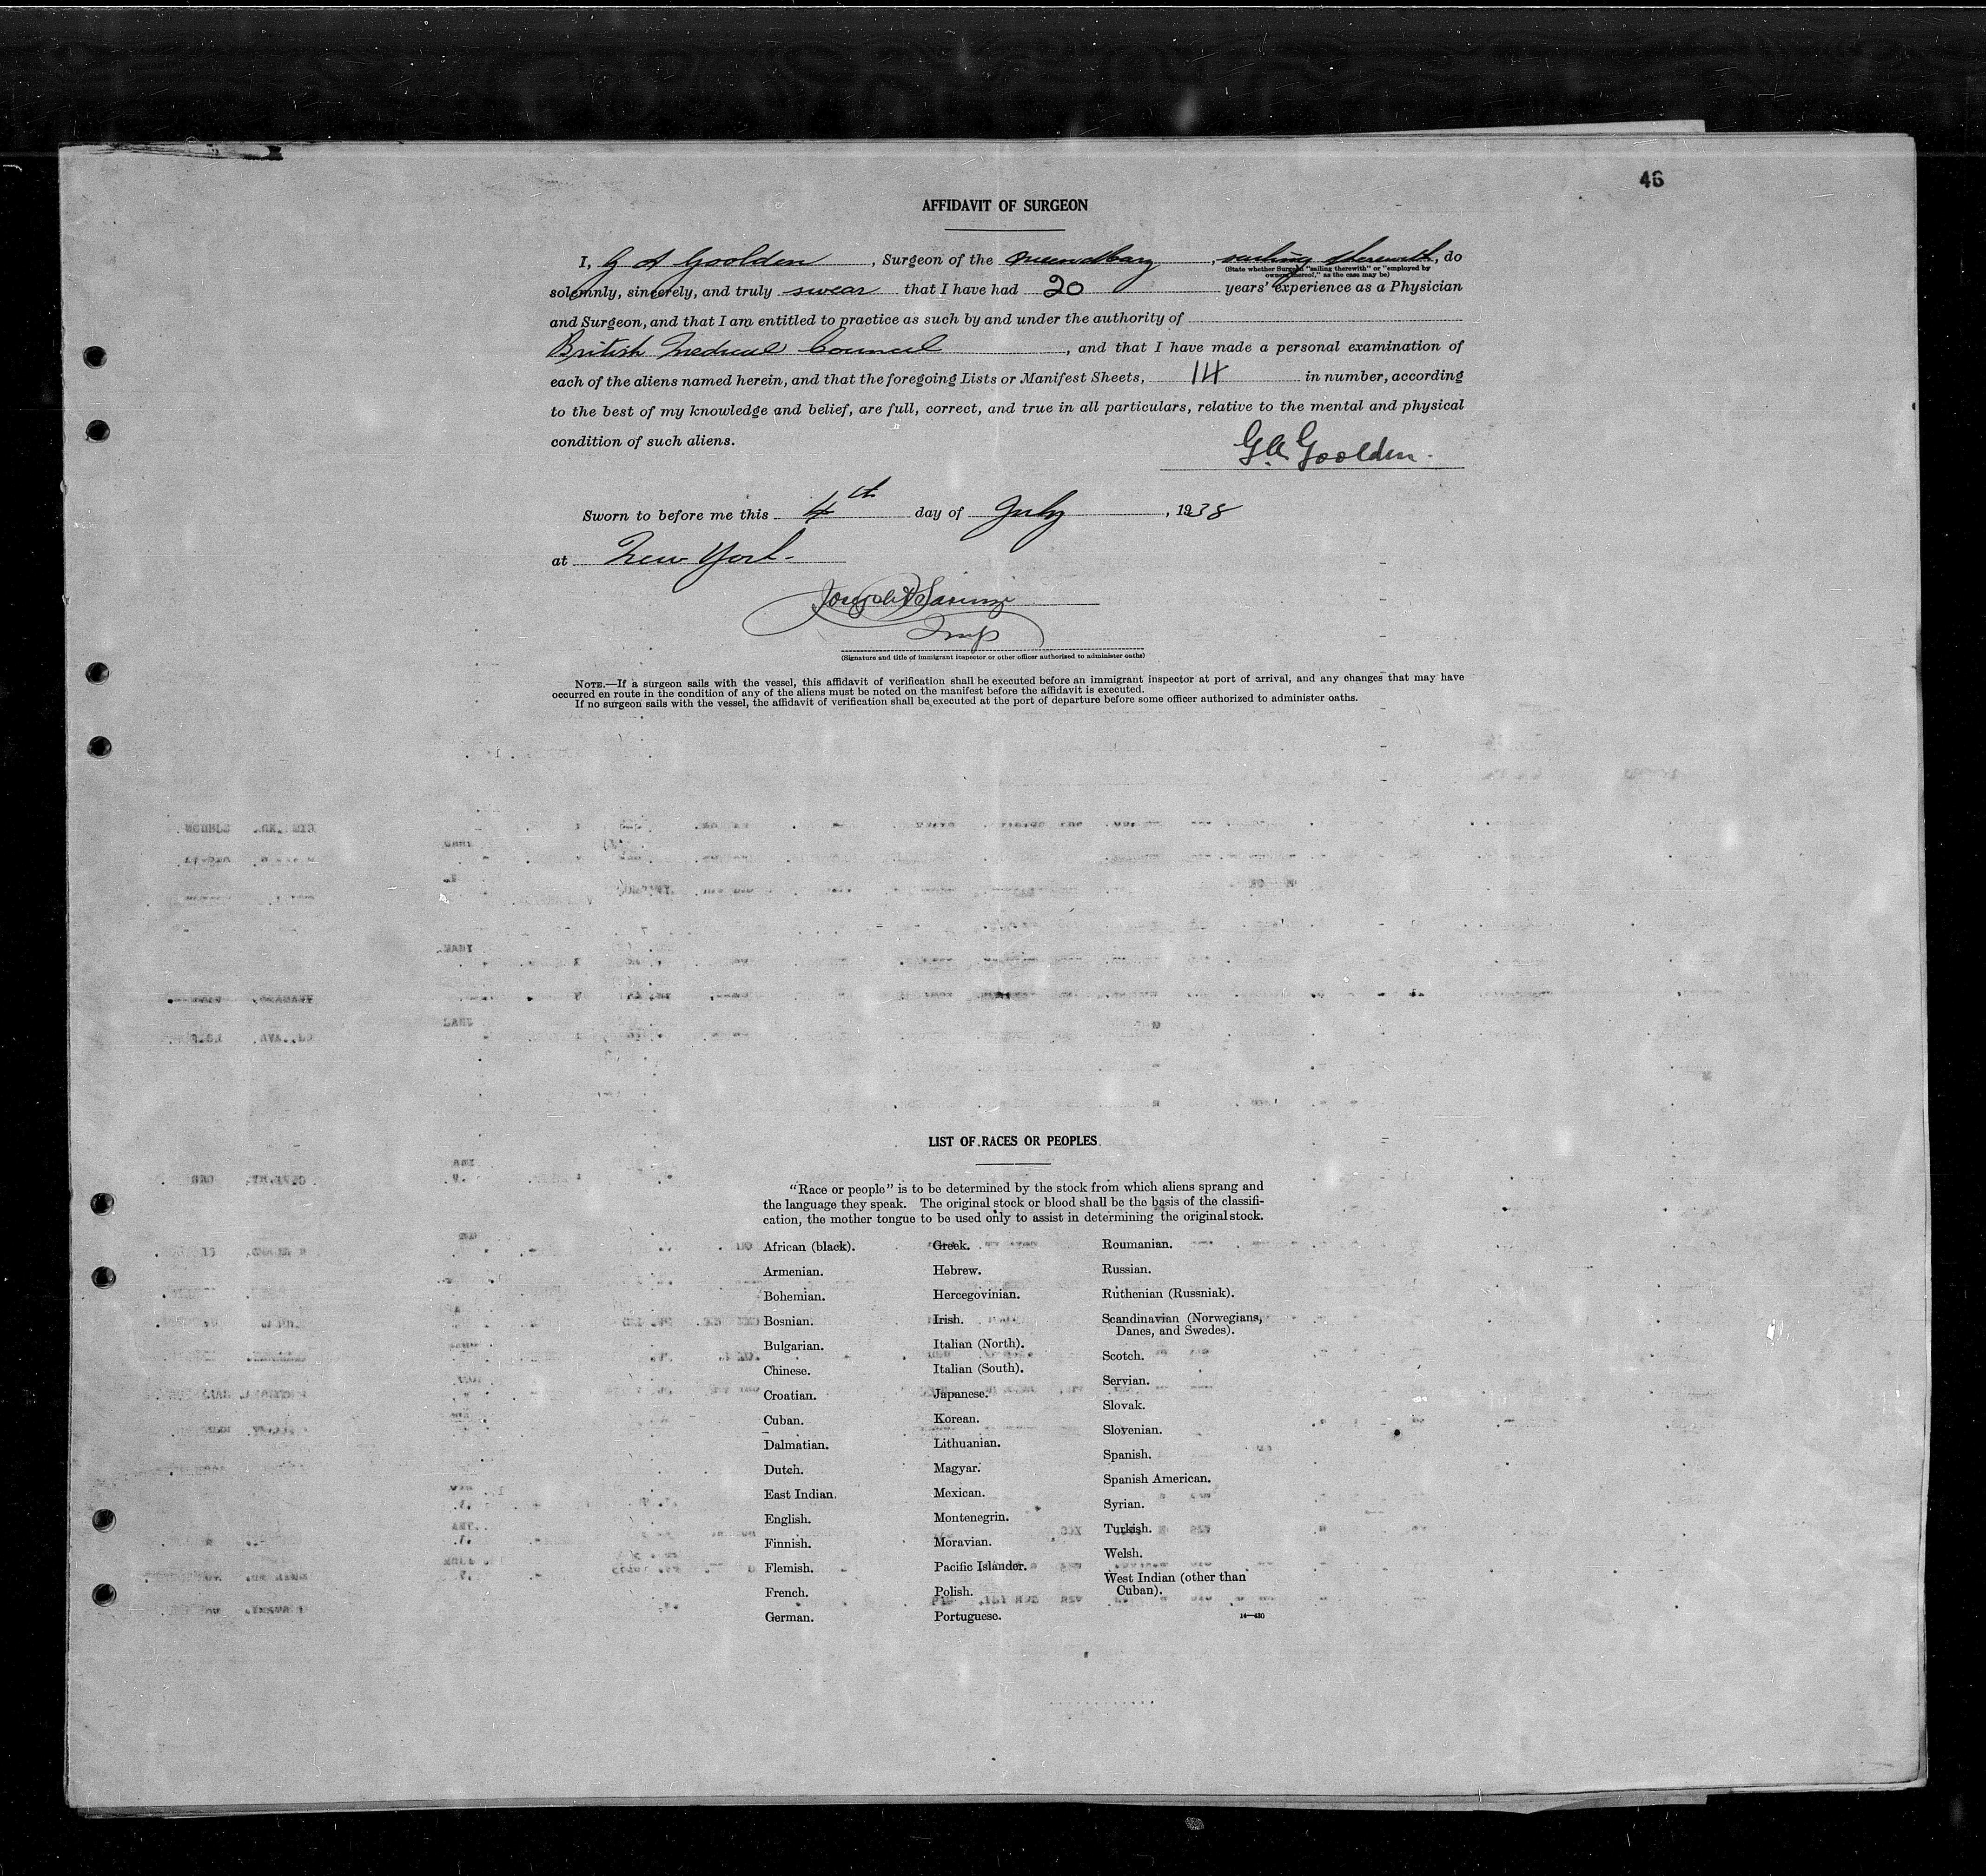 46
AFFIDAVIT OF SURGEON
I, G A Goolden, Surgeon of the Queen Mary, sailing therewith, do
(State whether Surgeon "sailing therewith" or "employed by
owners thereof," as the case may be)
solemnly, sincerely, and truly swear that I have had 20 years' experience as a Physician
and Surgeon, and that I am entitled to practice as such by and under the authority of
British Medical Council, and that I have made a personal examination of
each of the aliens named herein, and that the foregoing Lists or Manifest Sheets, 14 in number, according
to the best of my knowledge and belief, are full, correct, and true in all particulars, relative to the mental and physical
condition of such aliens.
G A Goolden.
Sworn to before me this 4th day of July, 1938
at New York.
Joseph
Insp
(Signature and title of immigrant inspector or other officer authorized to administer oaths)
NOTE.—If a surgeon sails with the vessel, this affidavit of verification shall be executed before an immigrant inspector at port of arrival, and any changes that may have
occurred en route in the condition of any of the aliens must be noted on the manifest before the affidavit is executed.
If no surgeon sails with the vessel, the affidavit of verification shall be executed at the port of departure before some officer authorized to administer oaths.
LIST OF RACES OR PEOPLES
"Race or people" is to be determined by the stock from which aliens sprang and
the language they speak. The original stock or blood shall be the basis of the classifi-
cation, the mother tongue to be used only to assist in determining the original stock.
African (black).
Armenian.
Bohemian.
Bosnian.
Bulgarian.
Chinese.
Croatian.
Cuban.
Dalmatian.
Dutch.
East Indian.
English.
Finnish.
Flemish.
French.
German.
Greek.
Hebrew.
Hercegovinian.
Irish.
Italian (North).
Italian (South).
Japanese.
Korean.
Lithuanian.
Magyar.
Mexican.
Montenegrin.
Moravian.
Pacific Islander.
Polish.
Portuguese.
Roumanian.
Russian.
Ruthenian (Russniak).
Scandinavian (Norwegians,
Danes, and Swedes).
Scotch.
Servian.
Slovak.
Slovenian.
Spanish.
Spanish American.
Syrian.
Turkish.
Welsh.
West Indian (other than
Cuban).
14—430